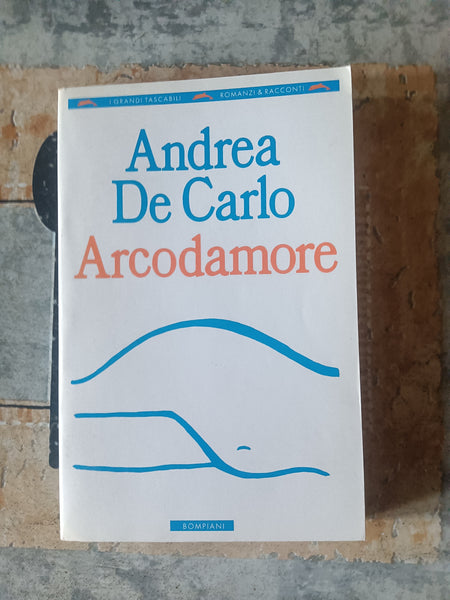 I GRANDI TASCABILI ROMANZI & RACCONTI
Andrea
De Carlo
Arcodamore
BOMPIANI